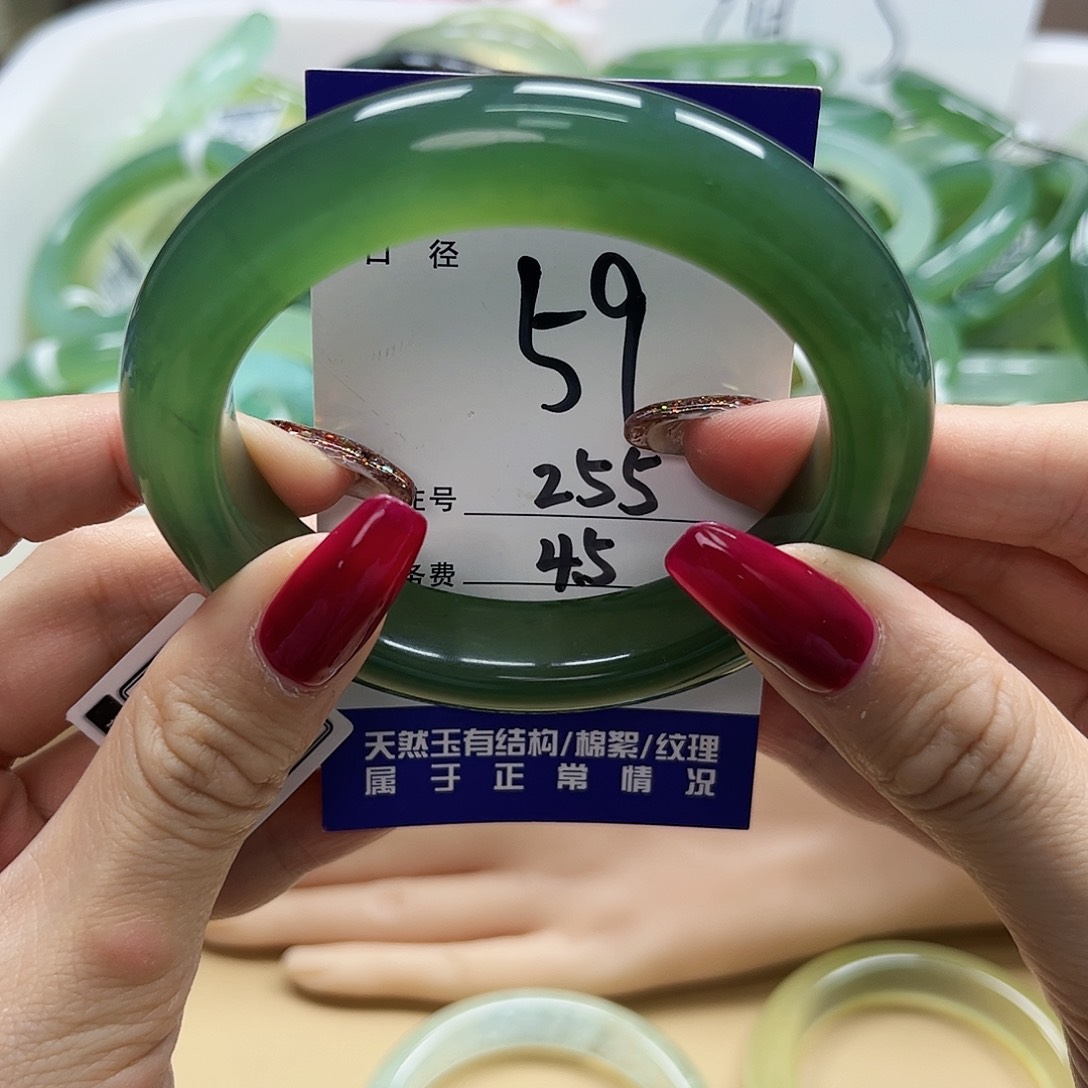 口 径
59
号 255
费 45
天然玉有结构/棉絮/纹理
属 于 正 常 情 况